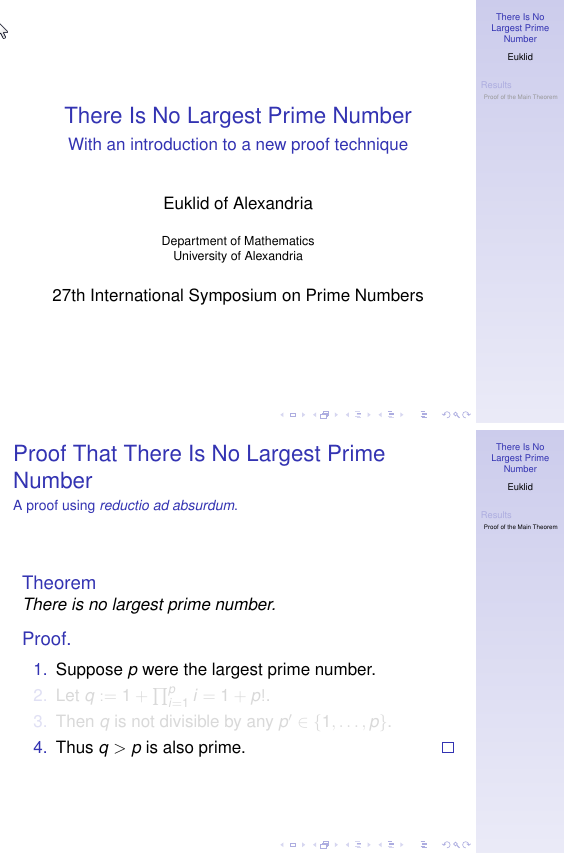 There Is No Largest Prime Number
With an introduction to a new proof technique
Euklid of Alexandria
Department of Mathematics
University of Alexandria
27th International Symposium on Prime Numbers
There Is No
Largest Prime
Number
Euklid
Results
Proof of the Main Theorem
Proof That There Is No Largest Prime
Number
A proof using reductio ad absurdum.
Theorem
There is no largest prime number.
Proof.
1. Suppose p were the largest prime number.
2. Let q := 1 + ∏ᵖᵢ₌₁ i = 1 + p!.
3. Then q is not divisible by any p′ ∈ {1, . . . , p}.
4. Thus q > p is also prime.
There Is No
Largest Prime
Number
Euklid
Results
Proof of the Main Theorem